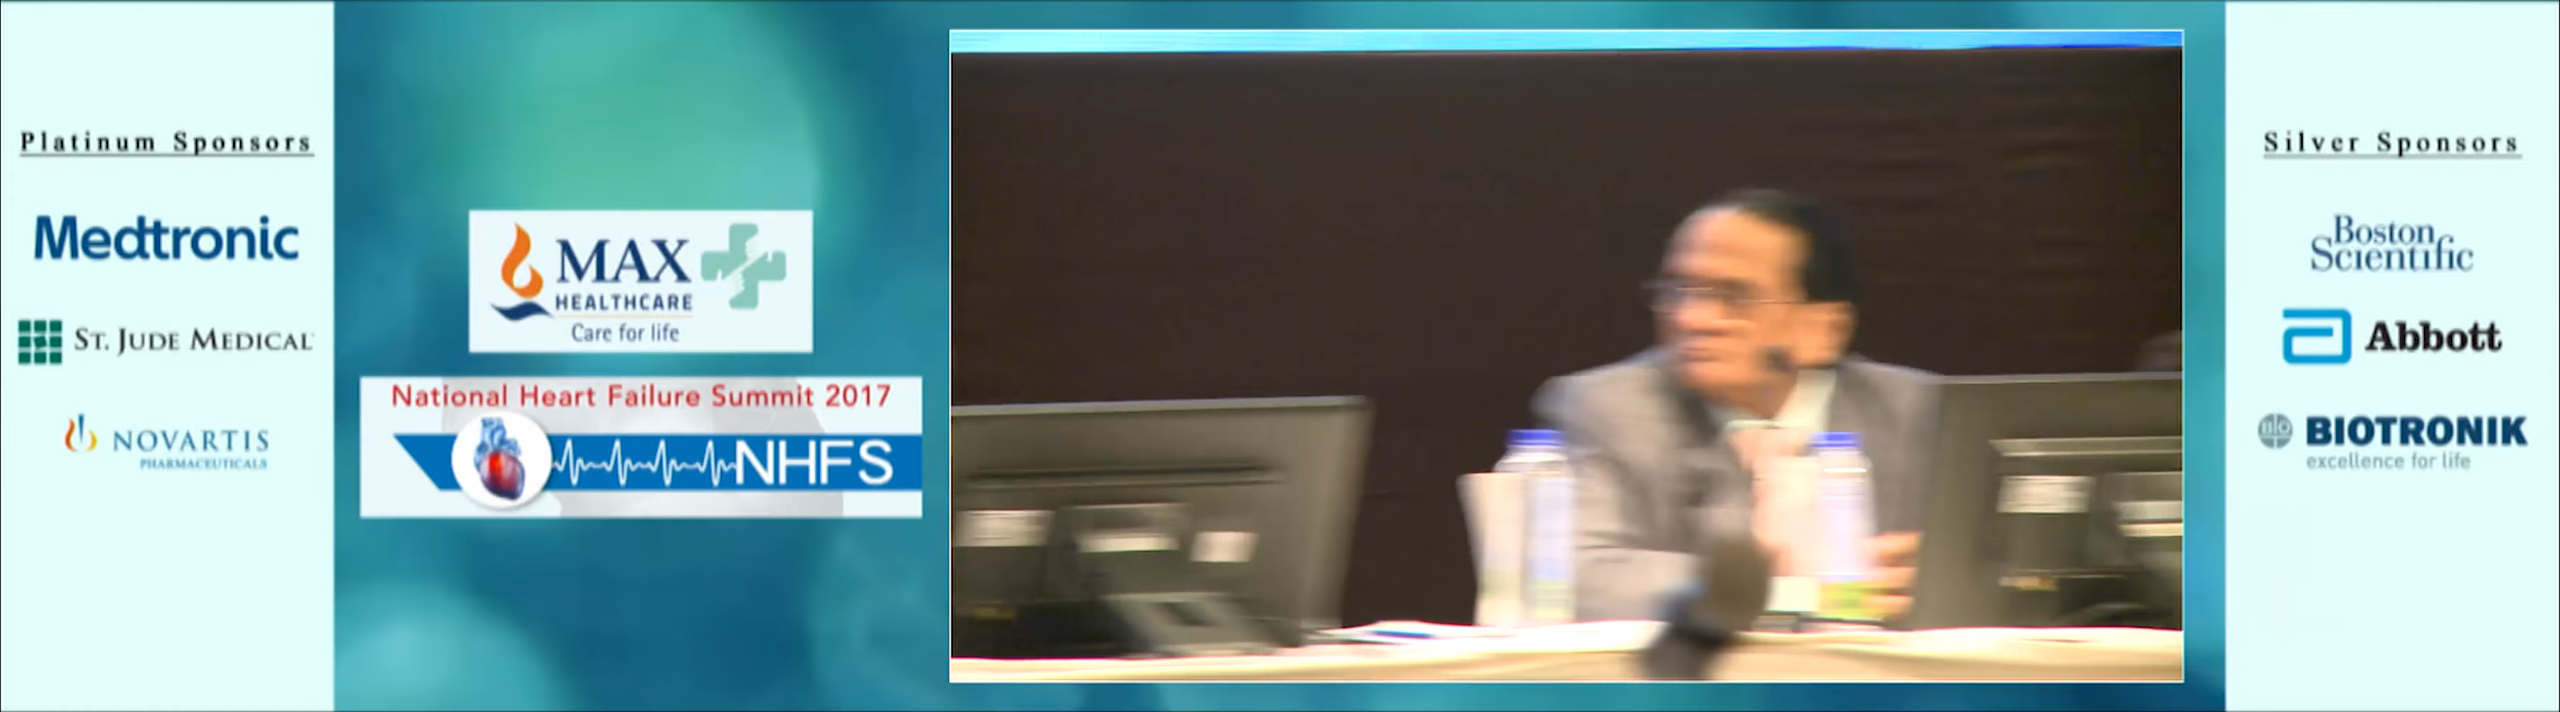 Platinum Sponsors
Medtronic
ST. JUDE MEDICAL
NOVARTIS
PHARMACEUTICALS
MAX
HEALTHCARE
Care for life
National Heart Failure Summit 2017
NHFS
Silver Sponsors
Boston
Scientific
Abbott
BIO
BIOTRONIK
excellence for life